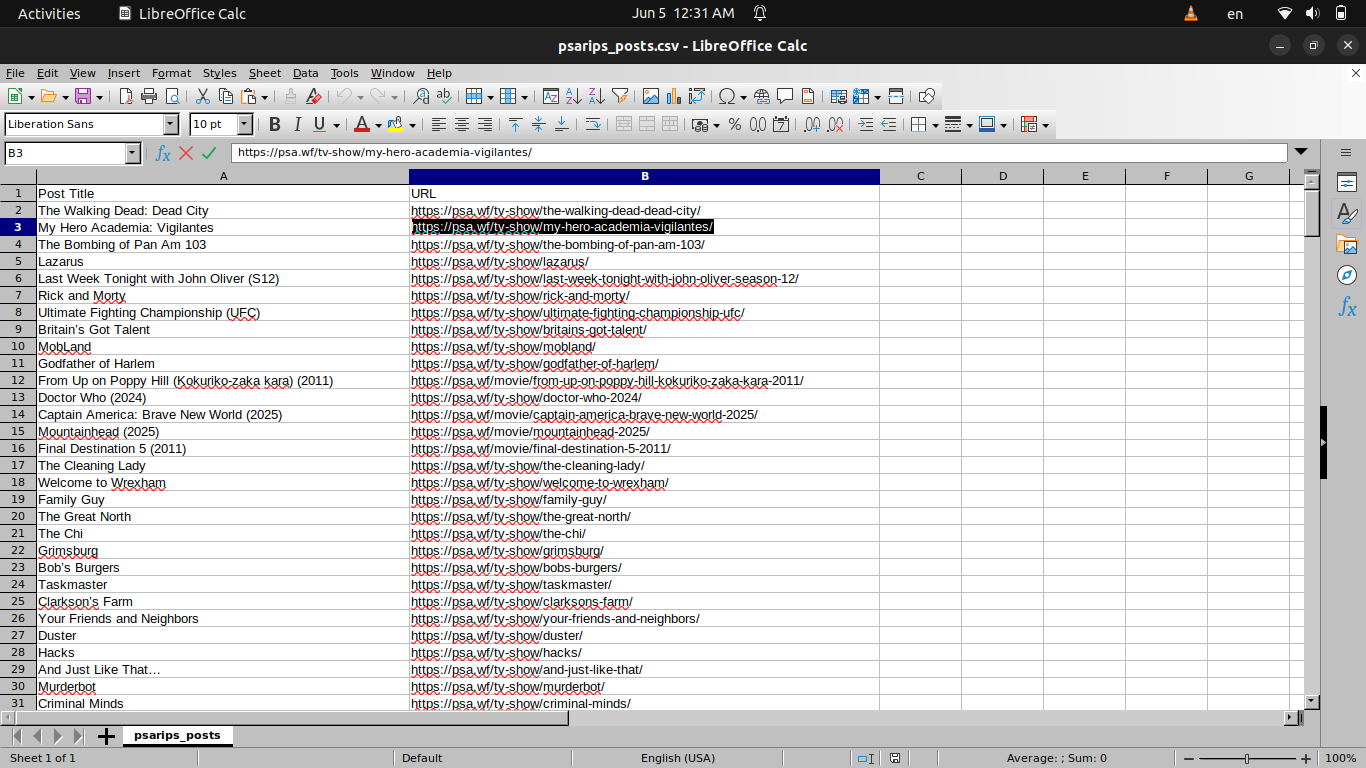 Activities LibreOffice Calc Jun 5 12:31 AM en
psarips_posts.csv - LibreOffice Calc
File Edit View Insert Format Styles Sheet Data Tools Window Help
Liberation Sans 10 pt B I U A %
B3 fx https://psa.wf/tv-show/my-hero-academia-vigilantes/
A B C D E F G
1 Post Title URL
2 The Walking Dead: Dead City https://psa.wf/tv-show/the-walking-dead-dead-city/
3 My Hero Academia: Vigilantes https://psa.wf/tv-show/my-hero-academia-vigilantes/
4 The Bombing of Pan Am 103 https://psa.wf/tv-show/the-bombing-of-pan-am-103/
5 Lazarus https://psa.wf/tv-show/lazarus/
6 Last Week Tonight with John Oliver (S12) https://psa.wf/tv-show/last-week-tonight-with-john-oliver-season-12/
7 Rick and Morty https://psa.wf/tv-show/rick-and-morty/
8 Ultimate Fighting Championship (UFC) https://psa.wf/tv-show/ultimate-fighting-championship-ufc/
9 Britain's Got Talent https://psa.wf/tv-show/britains-got-talent/
10 MobLand https://psa.wf/tv-show/mobland/
11 Godfather of Harlem https://psa.wf/tv-show/godfather-of-harlem/
12 From Up on Poppy Hill (Kokuriko-zaka kara) (2011) https://psa.wf/movie/from-up-on-poppy-hill-kokuriko-zaka-kara-2011/
13 Doctor Who (2024) https://psa.wf/tv-show/doctor-who-2024/
14 Captain America: Brave New World (2025) https://psa.wf/movie/captain-america-brave-new-world-2025/
15 Mountainhead (2025) https://psa.wf/movie/mountainhead-2025/
16 Final Destination 5 (2011) https://psa.wf/movie/final-destination-5-2011/
17 The Cleaning Lady https://psa.wf/tv-show/the-cleaning-lady/
18 Welcome to Wrexham https://psa.wf/tv-show/welcome-to-wrexham/
19 Family Guy https://psa.wf/tv-show/family-guy/
20 The Great North https://psa.wf/tv-show/the-great-north/
21 The Chi https://psa.wf/tv-show/the-chi/
22 Grimsburg https://psa.wf/tv-show/grimsburg/
23 Bob's Burgers https://psa.wf/tv-show/bobs-burgers/
24 Taskmaster https://psa.wf/tv-show/taskmaster/
25 Clarkson's Farm https://psa.wf/tv-show/clarksons-farm/
26 Your Friends and Neighbors https://psa.wf/tv-show/your-friends-and-neighbors/
27 Duster https://psa.wf/tv-show/duster/
28 Hacks https://psa.wf/tv-show/hacks/
29 And Just Like That… https://psa.wf/tv-show/and-just-like-that/
30 Murderbot https://psa.wf/tv-show/murderbot/
31 Criminal Minds https://psa.wf/tv-show/criminal-minds/
psarips_posts
Sheet 1 of 1 Default English (USA) Average: ; Sum: 0 100%